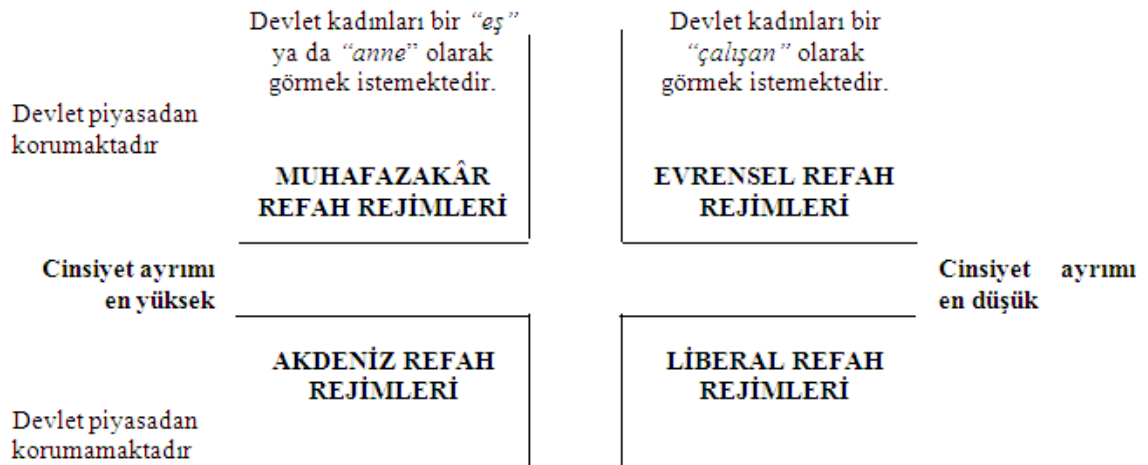 Devlet kadınları bir “eş”
ya da “anne” olarak
görmek istemektedir.
Devlet kadınları bir
“çalışan” olarak
görmek istemektedir.
Devlet piyasadan
korumaktadır
MUHAFAZAKÂR
REFAH REJİMLERİ
EVRENSEL REFAH
REJİMLERİ
Cinsiyet ayrımı
en yüksek
Cinsiyet ayrımı
en düşük
AKDENİZ REFAH
REJİMLERİ
LİBERAL REFAH
REJİMLERİ
Devlet piyasadan
korumamaktadır